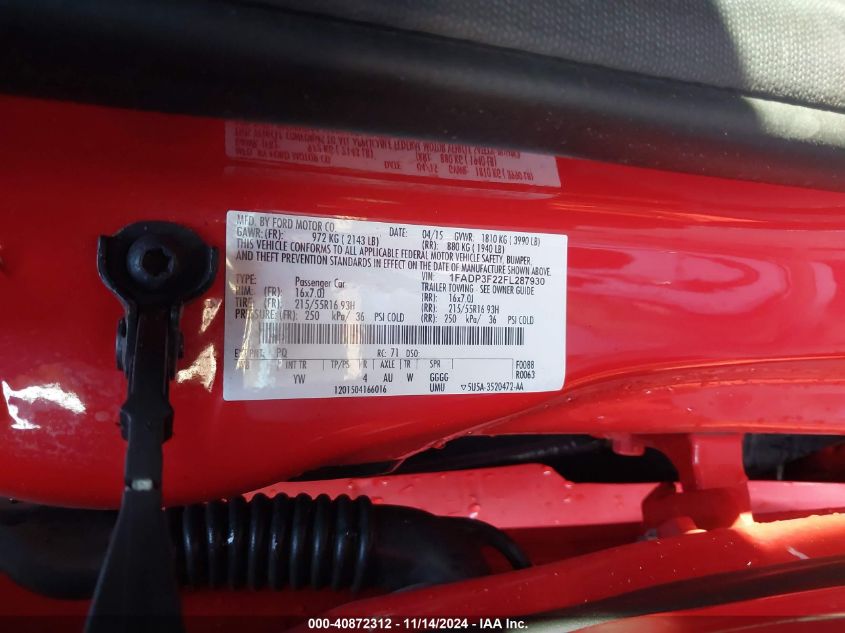 MFD. BY FORD MOTOR CO. DATE: 04/15 GVWR: 1810 KG ( 3990 LB)
GAWR: (FR): 972 KG ( 2143 LB) (RR): 880 KG ( 1940 LB)
THIS VEHICLE CONFORMS TO ALL APPLICABLE FEDERAL MOTOR VEHICLE SAFETY, BUMPER,
AND THEFT PREVENTION STANDARDS IN EFFECT ON THE DATE OF MANUFACTURE SHOWN ABOVE.
VIN: 1FADP3F22FL287930
TYPE: Passenger Car TRAILER TOWING - SEE OWNER GUIDE
RIM: (FR): 16x7.0J (RR): 16x7.0J
TIRE: (FR): 215/55R16 93H (RR): 215/55R16 93H
PRESSURE: (FR): 250 kPa/ 36 PSI COLD (RR): 250 kPa/ 36 PSI COLD
EXT PNT: PQ RC: 71 DSO:
INT TR TP/PS R AXLE TR SPR F0088
YW 4 AU W GGGG R0063
1201504166016 UMU ▽5U5A-3520472-AA
000-40872312 - 11/14/2024 - IAA Inc.